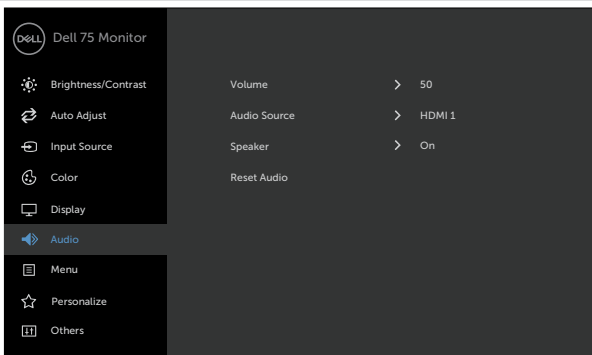 DELL Dell 75 Monitor
Brightness/Contrast
Volume 50
Auto Adjust
Audio Source HDMI 1
Input Source
Speaker On
Color
Reset Audio
Display
Audio
Menu
Personalize
Others